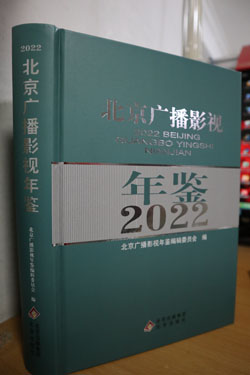 2022
北京广播影视年鉴
北京广播影视年鉴编辑委员会 编
北京广播影视
2022 BEIJING
GUANGBO YINGSHI
NIANJIAN
年鉴
2022
北京广播影视年鉴编辑委员会 编